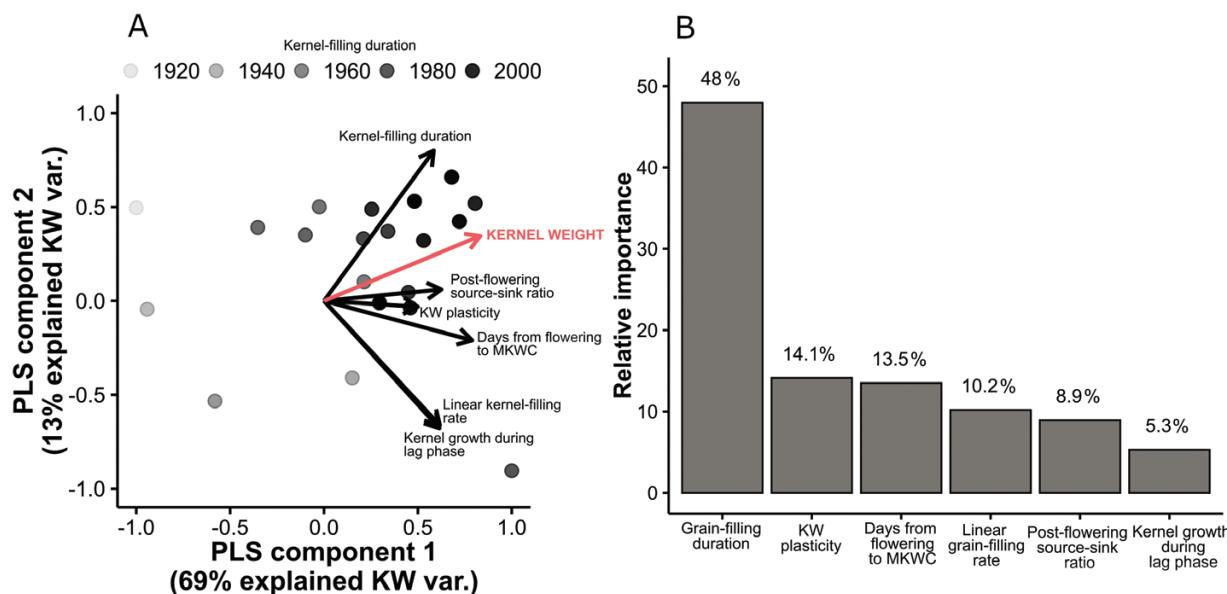 A
Kernel-filling duration
1920 1940 1960 1980 2000
PLS component 2
(13% explained KW var.)
1.0
0.5
0.0
-0.5
-1.0
Kernel-filling duration
KERNEL WEIGHT
Post-flowering
source-sink ratio
KW plasticity
Days from flowering
to MKWC
Linear kernel-filling
rate
Kernel growth during
lag phase
-1.0 -0.5 0.0 0.5 1.0
PLS component 1
(69% explained KW var.)
B
Relative importance
50
40
30
20
10
0
48%
14.1%
13.5%
10.2%
8.9%
5.3%
Grain-filling
duration
KW
plasticity
Days from
flowering
to MKWC
Linear
grain-filling
rate
Post-flowering
source-sink
ratio
Kernel growth
during
lag phase